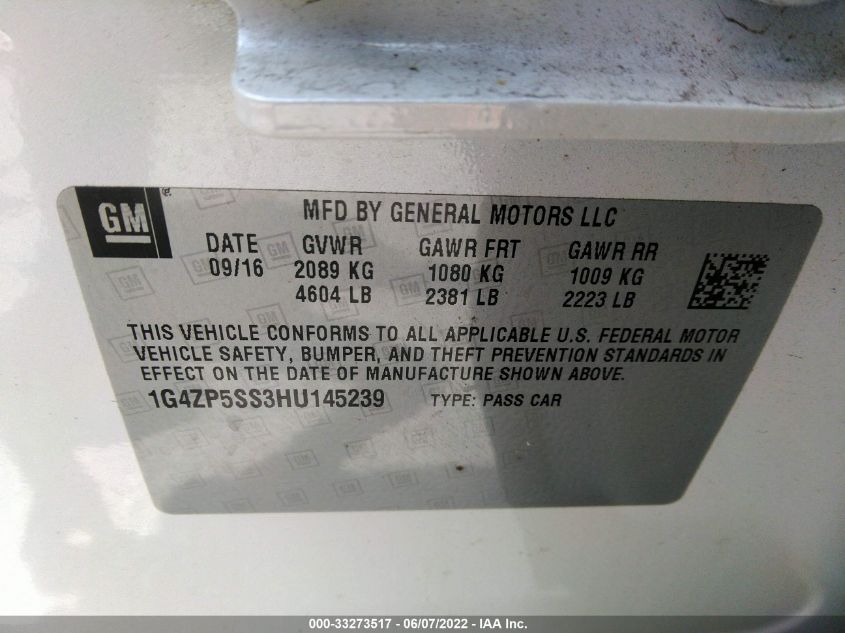 GM
MFD BY GENERAL MOTORS LLC
DATE GVWR GAWR FRT GAWR RR
09/16 2089 KG 1080 KG 1009 KG
4604 LB 2381 LB 2223 LB
THIS VEHICLE CONFORMS TO ALL APPLICABLE U.S. FEDERAL MOTOR
VEHICLE SAFETY, BUMPER, AND THEFT PREVENTION STANDARDS IN
EFFECT ON THE DATE OF MANUFACTURE SHOWN ABOVE.
1G4ZP5SS3HU145239 TYPE: PASS CAR
000-33273517 - 06/07/2022 - IAA Inc.